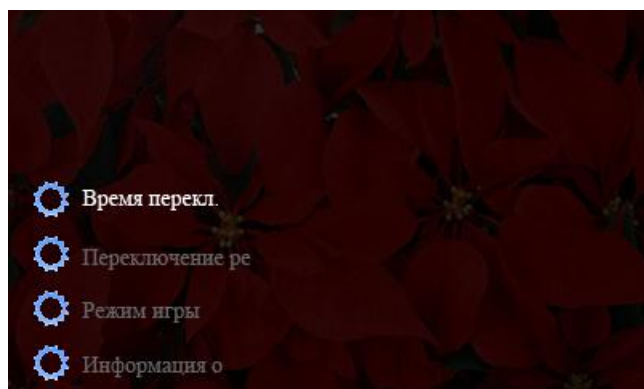 Время перекл.
Переключение ре
Режим игры
Информация о